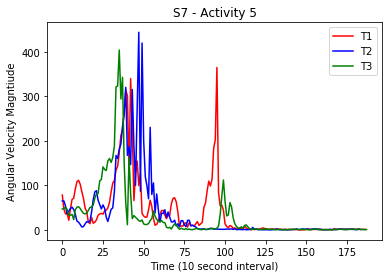 S7 - Activity 5
T1
T2
T3
Angular Velocity Magntiude
400
300
200
100
0
0 25 50 75 100 125 150 175
Time (10 second interval)